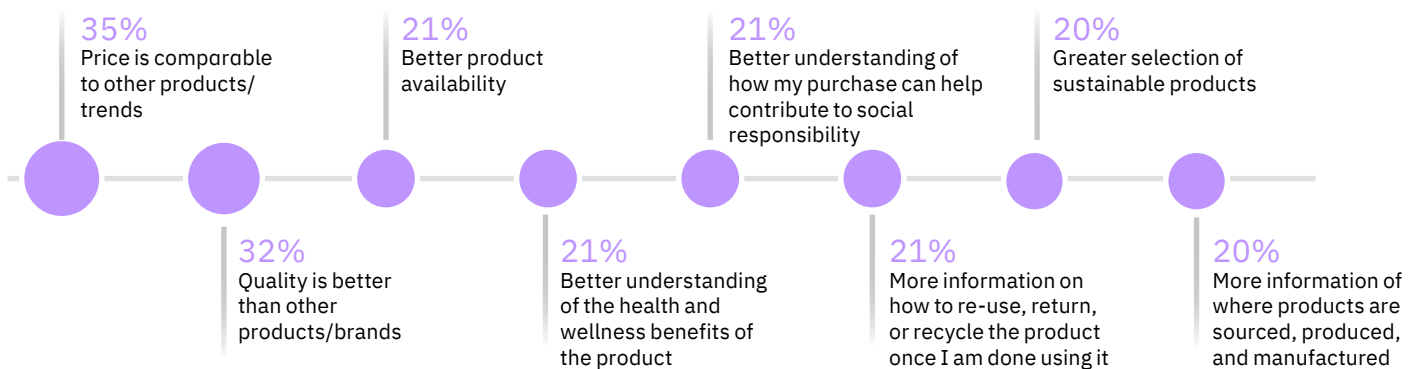 35%
Price is comparable
to other products/
trends
32%
Quality is better
than other
products/brands
21%
Better product
availability
21%
Better understanding
of the health and
wellness benefits of
the product
21%
Better understanding of
how my purchase can help
contribute to social
responsibility
21%
More information on
how to re-use, return,
or recycle the product
once I am done using it
20%
Greater selection of
sustainable products
20%
More information of
where products are
sourced, produced,
and manufactured